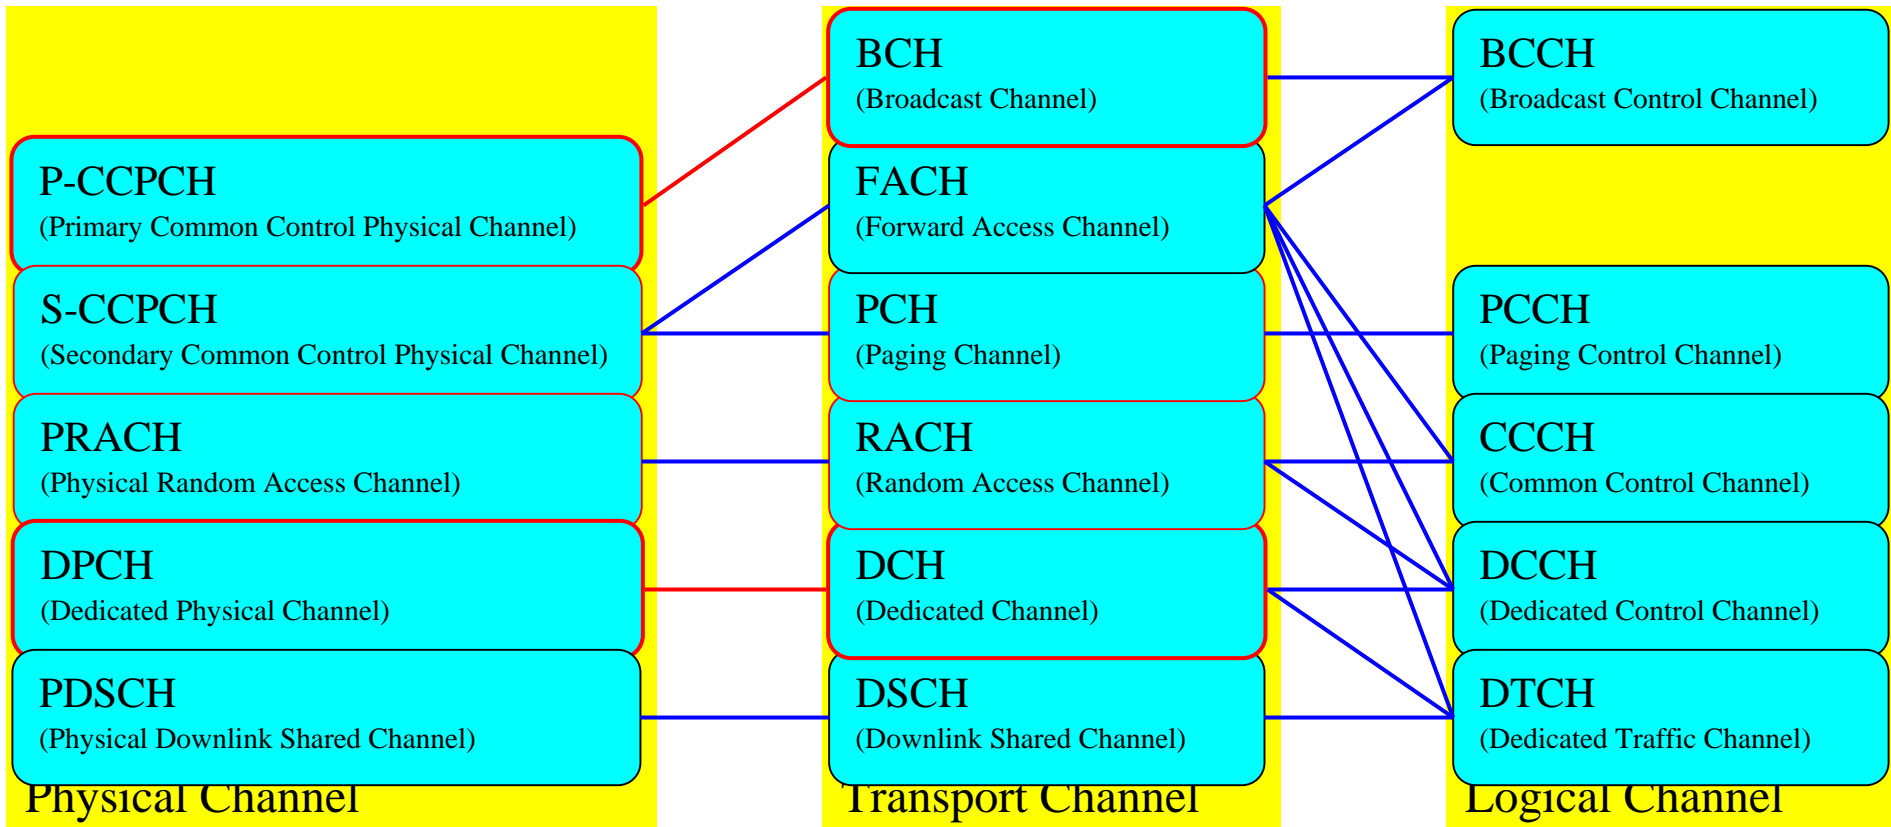 P-CCPCH
(Primary Common Control Physical Channel)
S-CCPCH
(Secondary Common Control Physical Channel)
PRACH
(Physical Random Access Channel)
DPCH
(Dedicated Physical Channel)
PDSCH
(Physical Downlink Shared Channel)
Physical Channel
BCH
(Broadcast Channel)
FACH
(Forward Access Channel)
PCH
(Paging Channel)
RACH
(Random Access Channel)
DCH
(Dedicated Channel)
DSCH
(Downlink Shared Channel)
Transport Channel
BCCH
(Broadcast Control Channel)
PCCH
(Paging Control Channel)
CCCH
(Common Control Channel)
DCCH
(Dedicated Control Channel)
DTCH
(Dedicated Traffic Channel)
Logical Channel